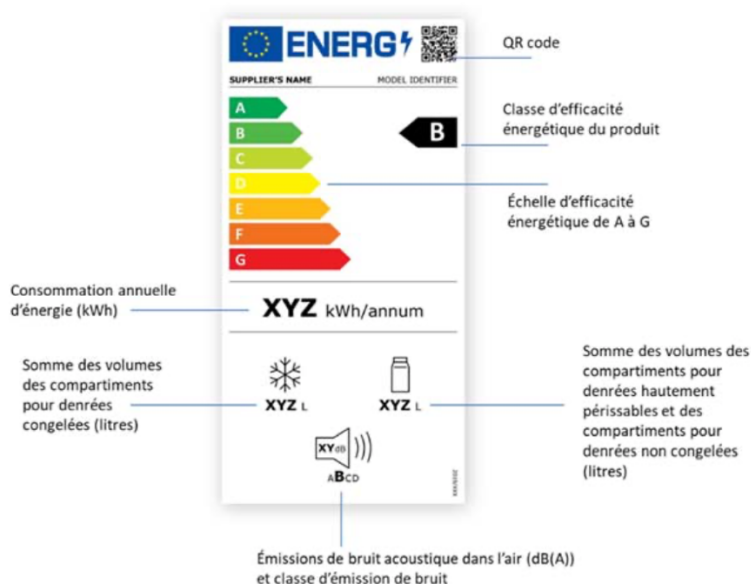 ENERG
QR code
SUPPLIER'S NAME MODEL IDENTIFIER
A
B
B
C
D
E
F
G
Classe d'efficacité
énergétique du produit
Échelle d'efficacité
énergétique de A à G
Consommation annuelle
d'énergie (kWh)
XYZ kWh/annum
Somme des volumes
des compartiments
pour denrées
congelées (litres)
XYZ L
XYZ L
Somme des volumes des
compartiments pour
denrées hautement
périssables et des
compartiments pour
denrées non congelées
(litres)
XY dB
ABCD
Émissions de bruit acoustique dans l'air (dB(A))
et classe d'émission de bruit